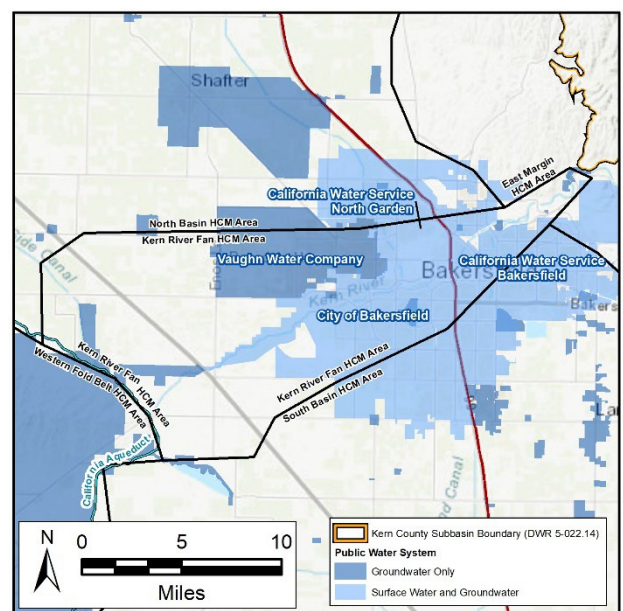 Shafter
East Margin
HCM Area
California Water Service
North Garden
North Basin HCM Area
Kern River Fan HCM Area
Vaughn Water Company
California Water Service
Bakersfield
Kern River
City of Bakersfield
Kern River Fan
HCM Area
Western Fold Belt HCM Area
Kern River Fan HCM Area
South Basin HCM Area
California Aqueduct
N
0 5 10
Miles
Kern County Subbasin Boundary (DWR 5-022.14)
Public Water System
Groundwater Only
Surface Water and Groundwater